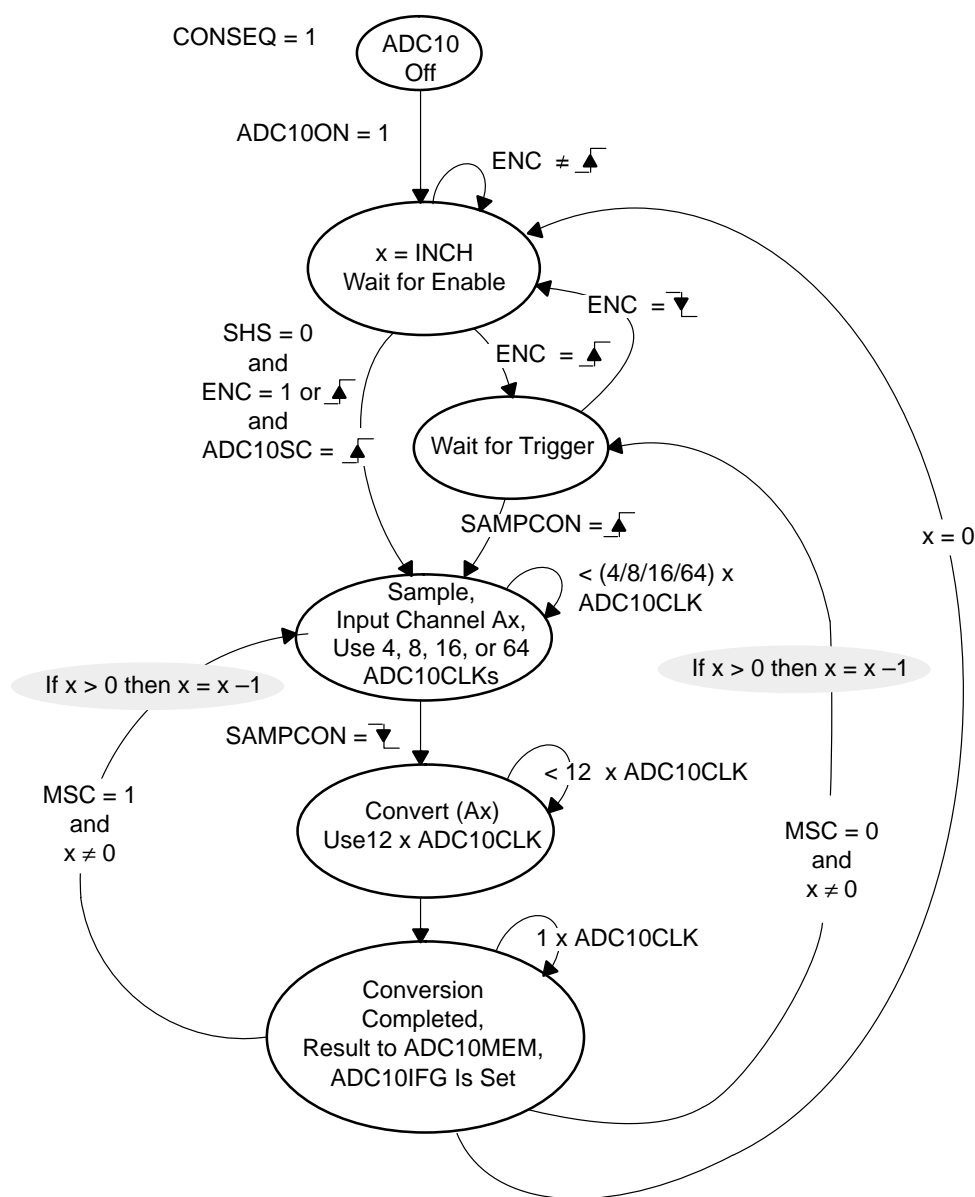 CONSEQ = 1
ADC10
Off
ADC10ON = 1
ENC ≠
x = INCH
Wait for Enable
ENC =
SHS = 0
and
ENC = 1 or
and
ADC10SC =
ENC =
Wait for Trigger
SAMPCON =
x = 0
< (4/8/16/64) x
ADC10CLK
Sample,
Input Channel Ax,
Use 4, 8, 16, or 64
ADC10CLKs
If x > 0 then x = x –1
If x > 0 then x = x –1
SAMPCON =
< 12 x ADC10CLK
MSC = 1
and
x ≠ 0
Convert (Ax)
Use12 x ADC10CLK
MSC = 0
and
x ≠ 0
1 x ADC10CLK
Conversion
Completed,
Result to ADC10MEM,
ADC10IFG Is Set